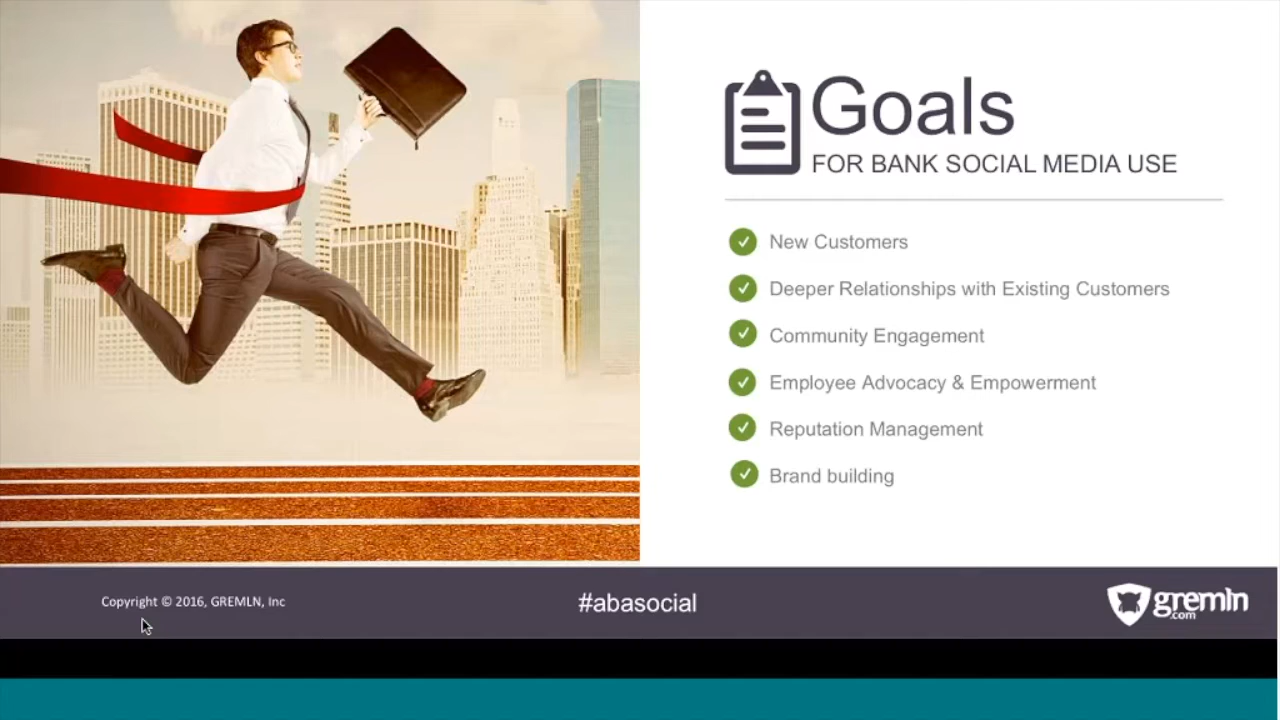 Goals
FOR BANK SOCIAL MEDIA USE
New Customers
Deeper Relationships with Existing Customers
Community Engagement
Employee Advocacy & Empowerment
Reputation Management
Brand building
Copyright © 2016, GREMLN, Inc
#abasocial
gremln
.com